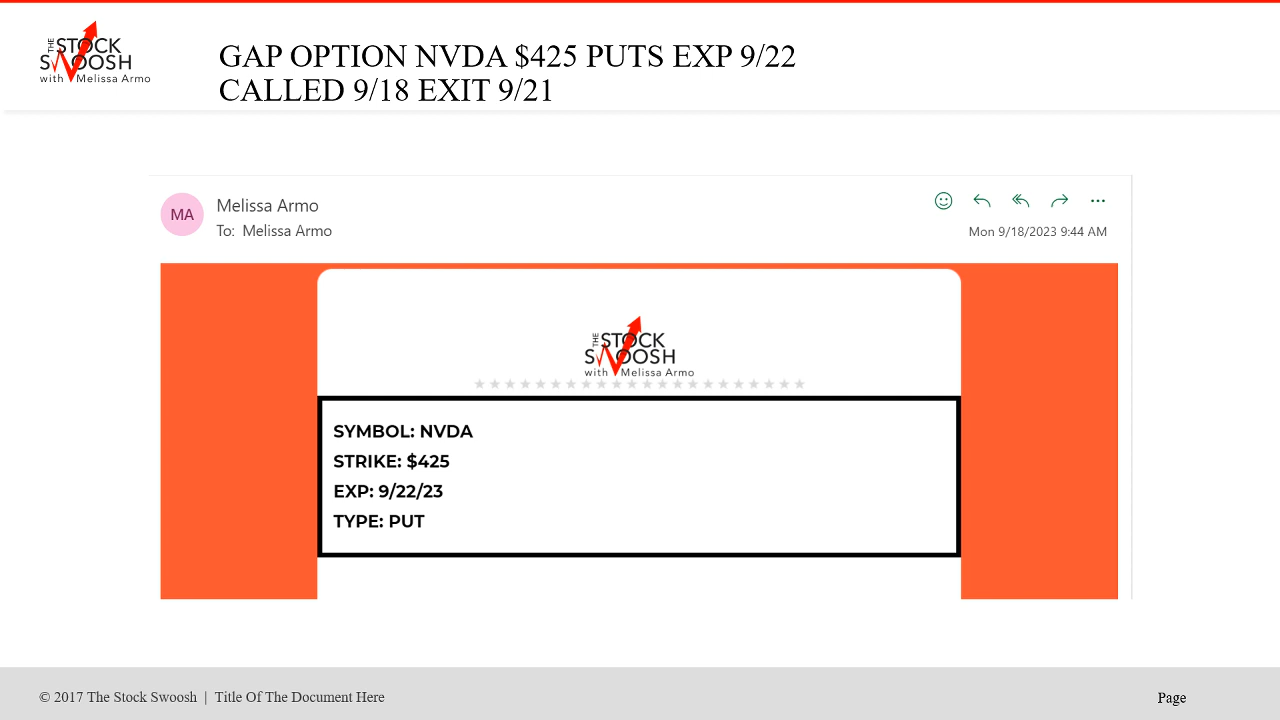 THE STOCK SWOOSH
with Melissa Armo
GAP OPTION NVDA $425 PUTS EXP 9/22
CALLED 9/18 EXIT 9/21
MA
Melissa Armo
To: Melissa Armo
Mon 9/18/2023 9:44 AM
THE STOCK SWOOSH
with Melissa Armo
SYMBOL: NVDA
STRIKE: $425
EXP: 9/22/23
TYPE: PUT
© 2017 The Stock Swoosh | Title Of The Document Here
Page